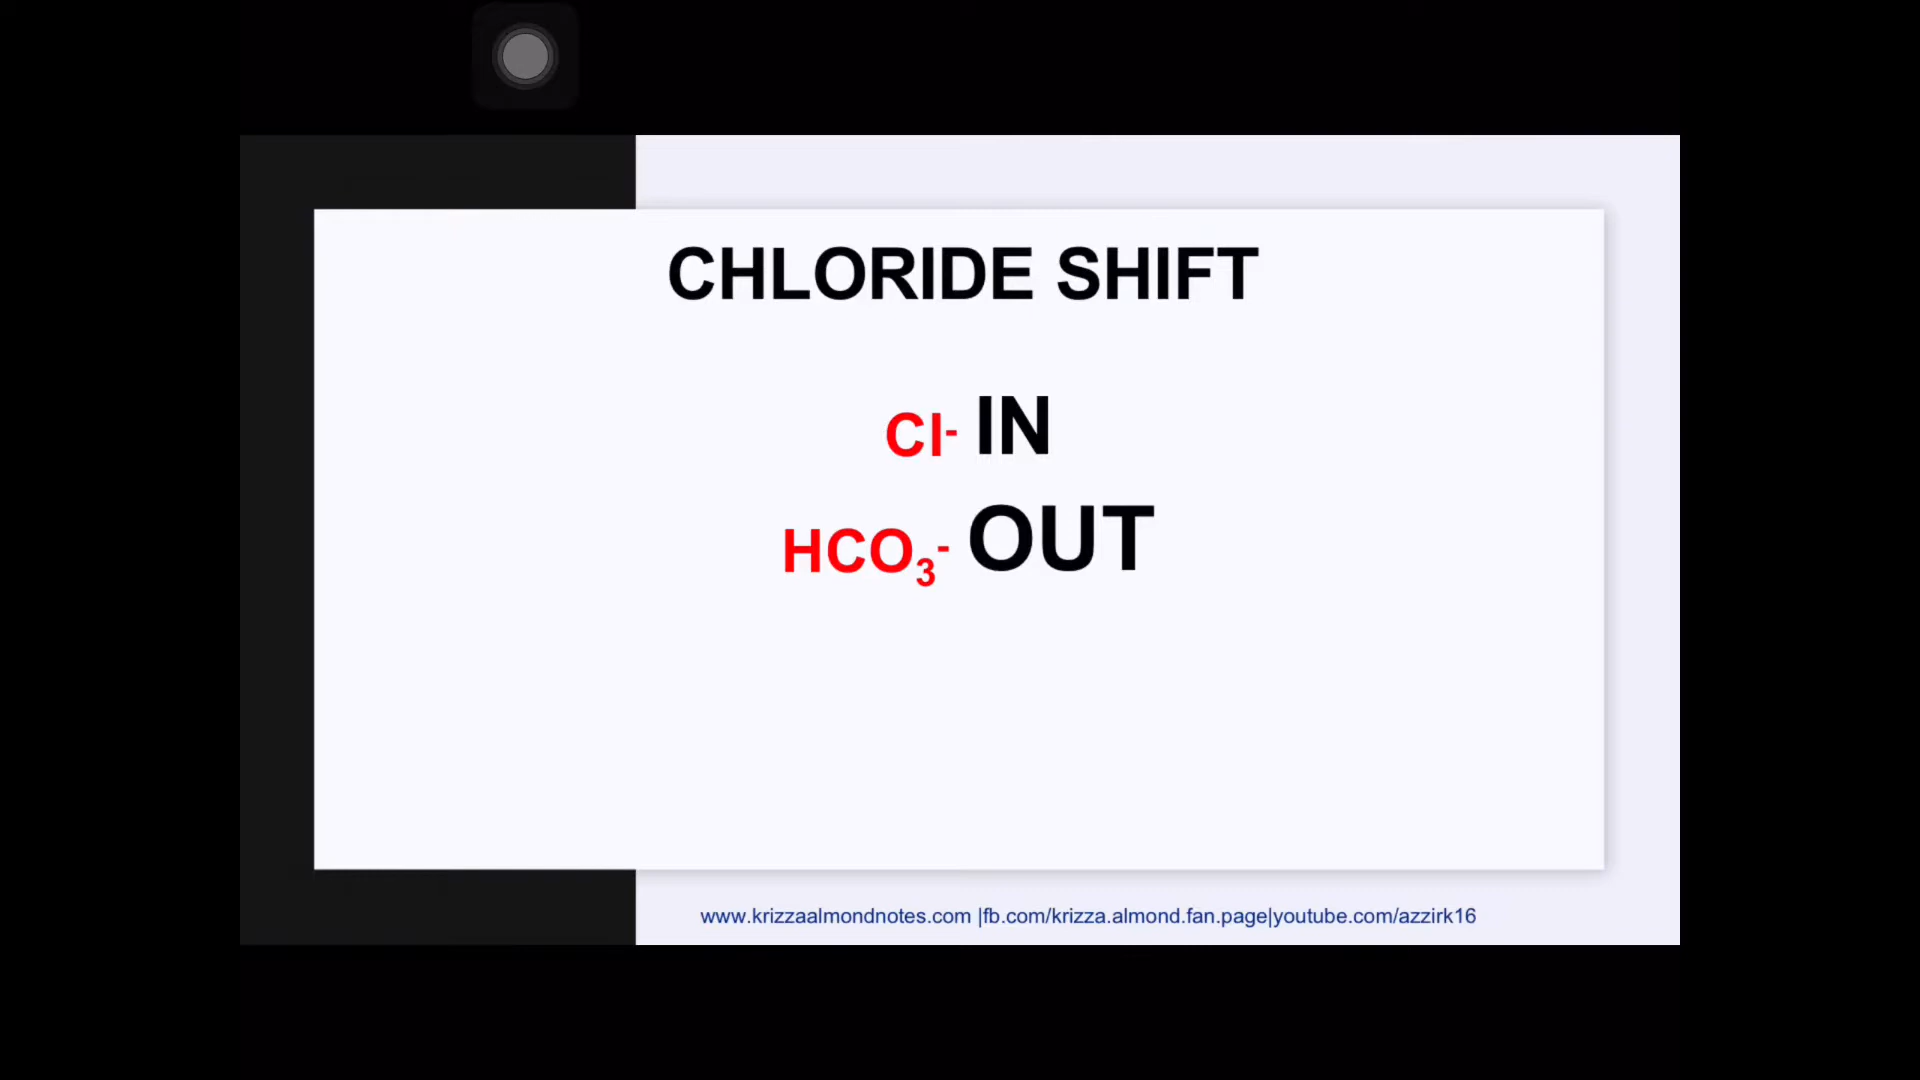 CHLORIDE SHIFT
Cl- IN
HCO3- OUT
www.krizzaalmondnotes.com |fb.com/krizza.almond.fan.page|youtube.com/azzirk16